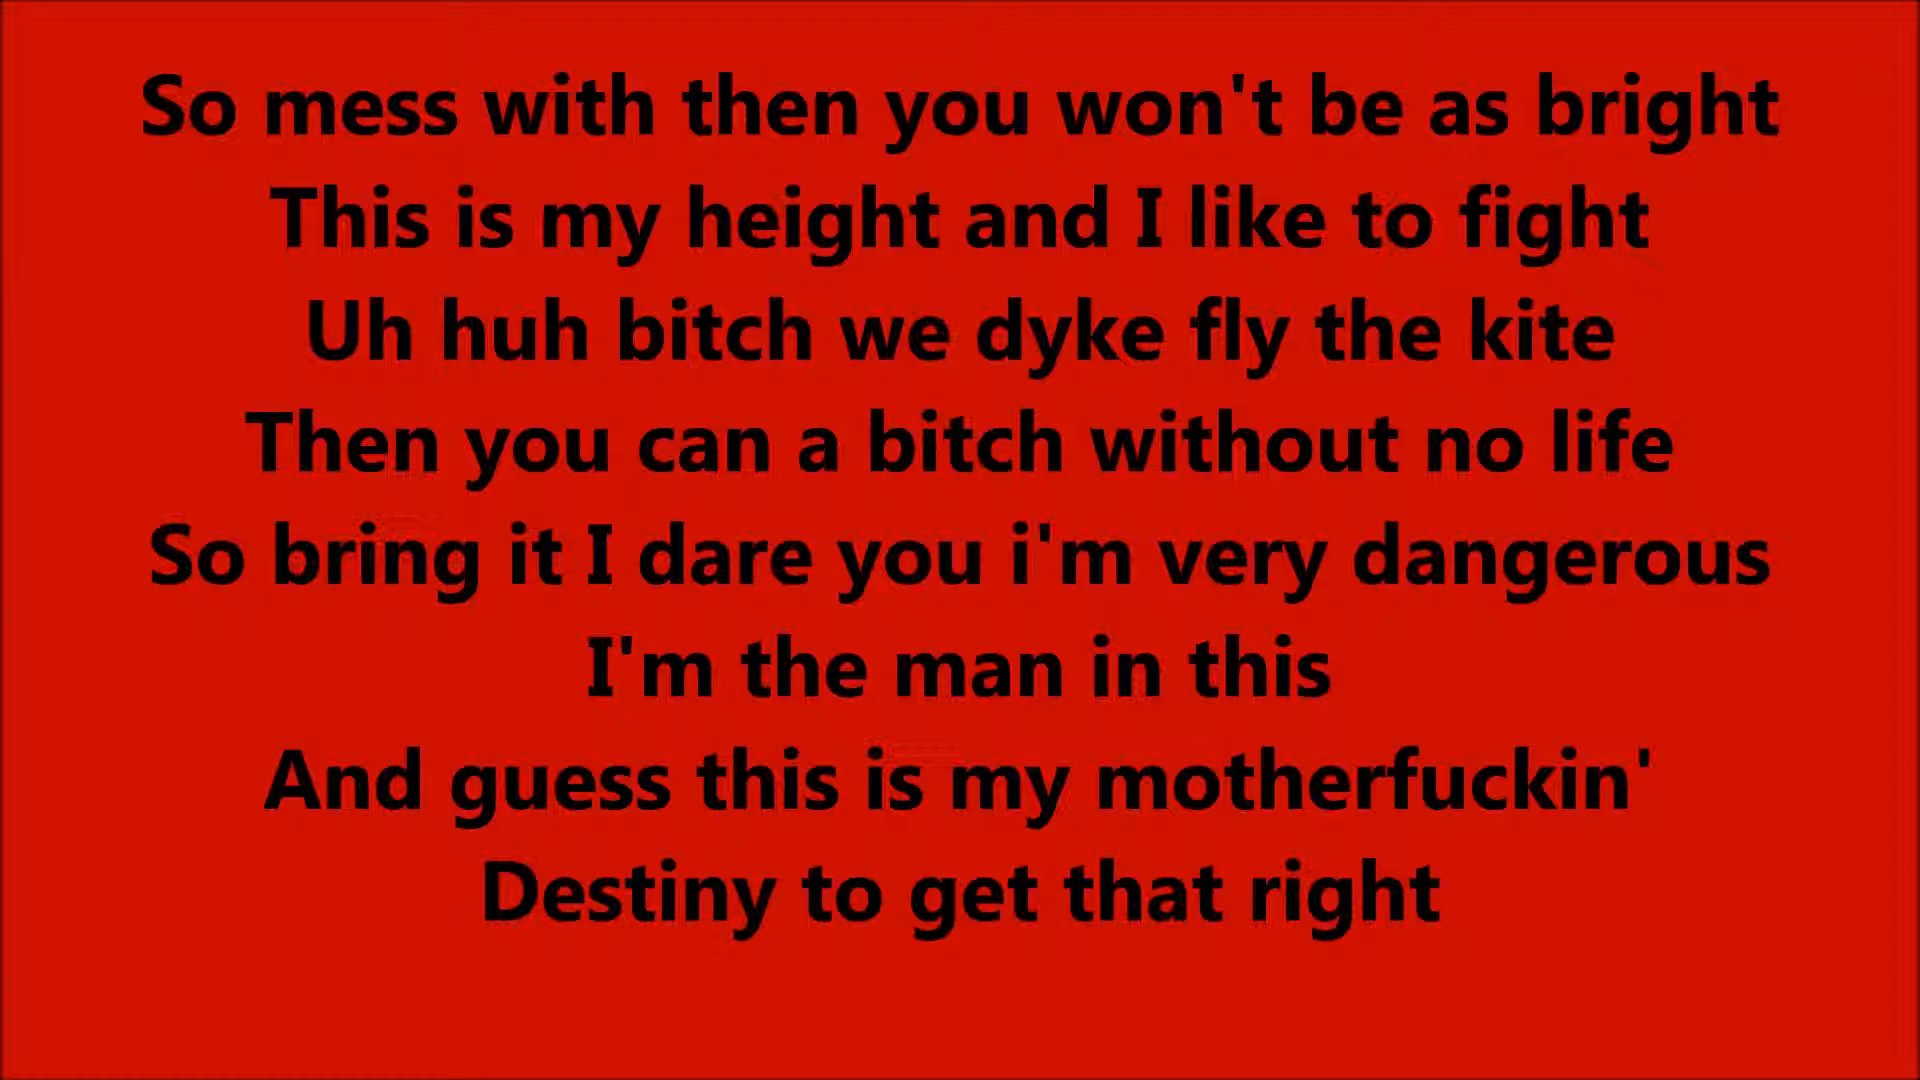 So mess with then you won't be as bright
This is my height and I like to fight
Uh huh bitch we dyke fly the kite
Then you can a bitch without no life
So bring it I dare you i'm very dangerous
I'm the man in this
And guess this is my motherfuckin'
Destiny to get that right